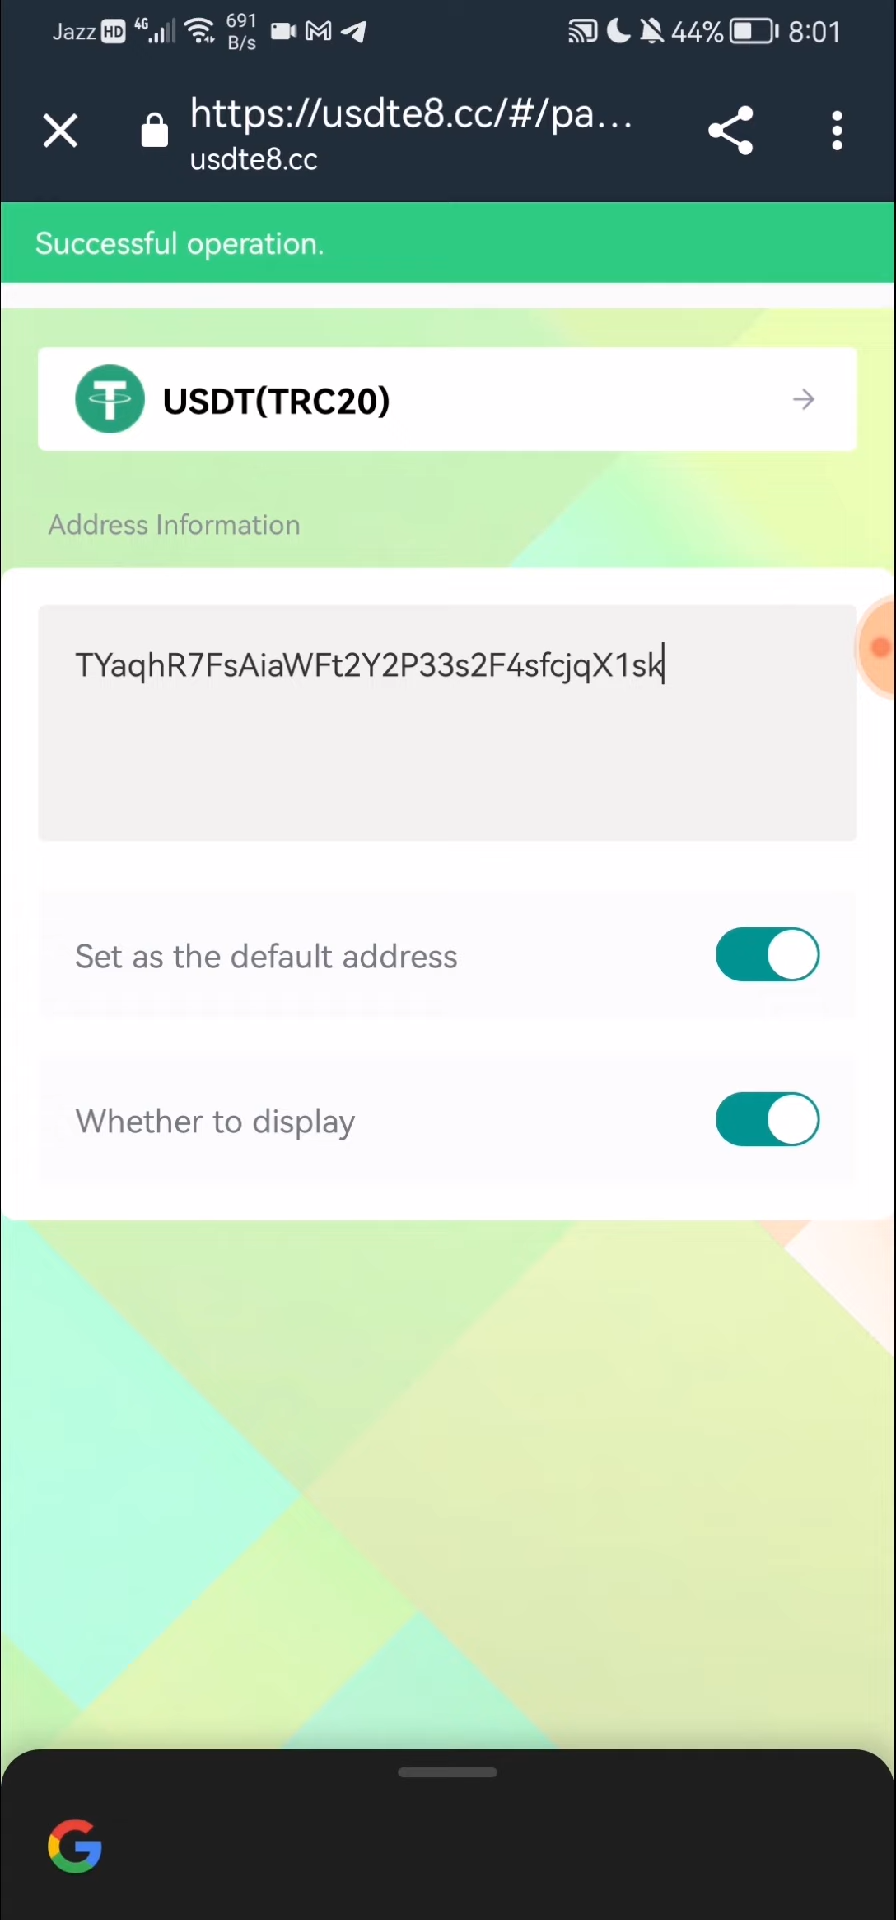 Jazz HD 4G 691 B/s 44% 8:01
https://usdte8.cc/#/pa...
usdte8.cc
Successful operation.
USDT(TRC20)
Address Information
TYaqhR7FsAiaWFt2Y2P33s2F4sfcjqX1sk
Set as the default address
Whether to display